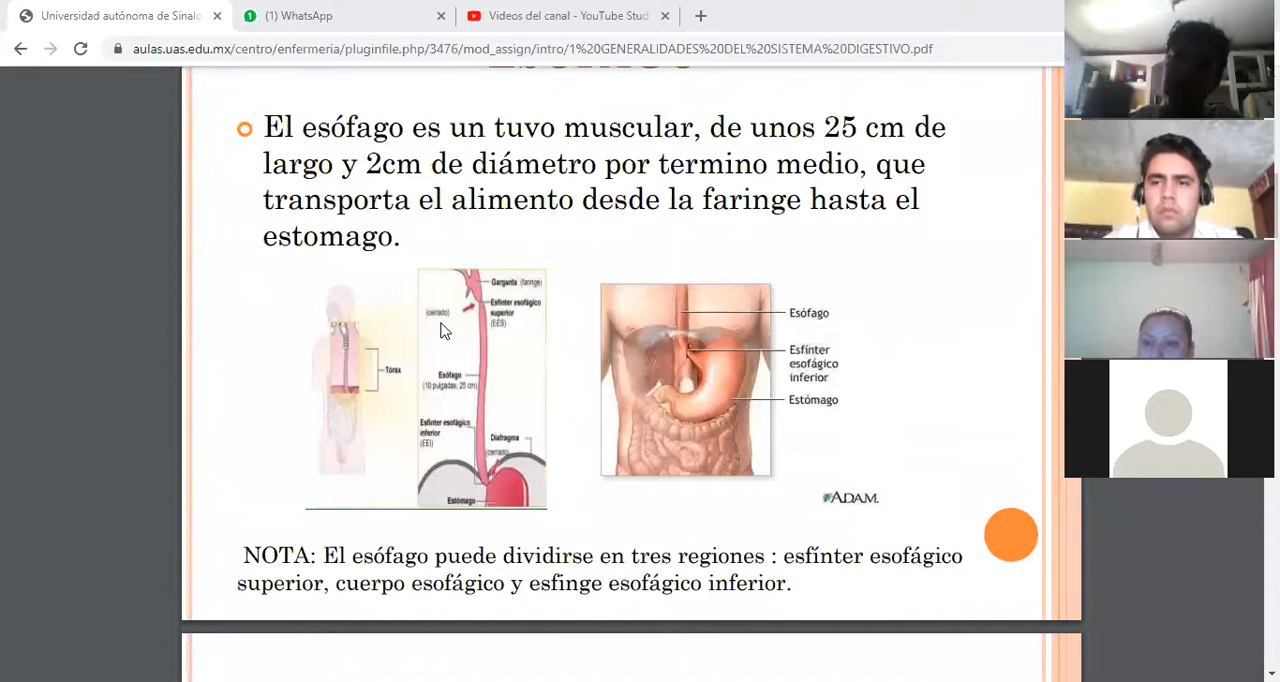 Universidad autónoma de Sinalo
(1) WhatsApp
Videos del canal - YouTube Stud
aulas.uas.edu.mx/centro/enfermeria/pluginfile.php/3476/mod_assign/intro/1%20GENERALIDADES%20DEL%20SISTEMA%20DIGESTIVO.pdf
El esófago es un tuvo muscular, de unos 25 cm de
largo y 2cm de diámetro por termino medio, que
transporta el alimento desde la faringe hasta el
estomago.
Tórax
Garganta (faringe)
Esfínter esofágico
superior
(EES)
(cerrado)
Esófago
(10 pulgadas; 25 cm)
Esfínter esofágico
inferior
(EEI)
Diafragma
(cerrado)
Estómago
Esófago
Esfínter
esofágico
inferior
Estómago
ADAM.
NOTA: El esófago puede dividirse en tres regiones : esfínter esofágico
superior, cuerpo esofágico y esfinge esofágico inferior.